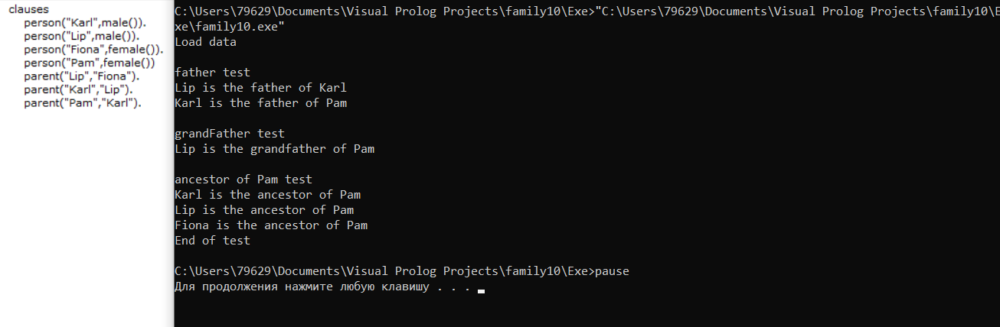 clauses
person("Karl",male()).
person("Lip",male()).
person("Fiona",female()).
person("Pam",female())
parent("Lip","Fiona").
parent("Karl","Lip").
parent("Pam","Karl").
C:\Users\79629\Documents\Visual Prolog Projects\family10\Exe>"C:\Users\79629\Documents\Visual Prolog Projects\family10\E
xe\family10.exe"
Load data
father test
Lip is the father of Karl
Karl is the father of Pam
grandFather test
Lip is the grandfather of Pam
ancestor of Pam test
Karl is the ancestor of Pam
Lip is the ancestor of Pam
Fiona is the ancestor of Pam
End of test
C:\Users\79629\Documents\Visual Prolog Projects\family10\Exe>pause
Для продолжения нажмите любую клавишу . . .